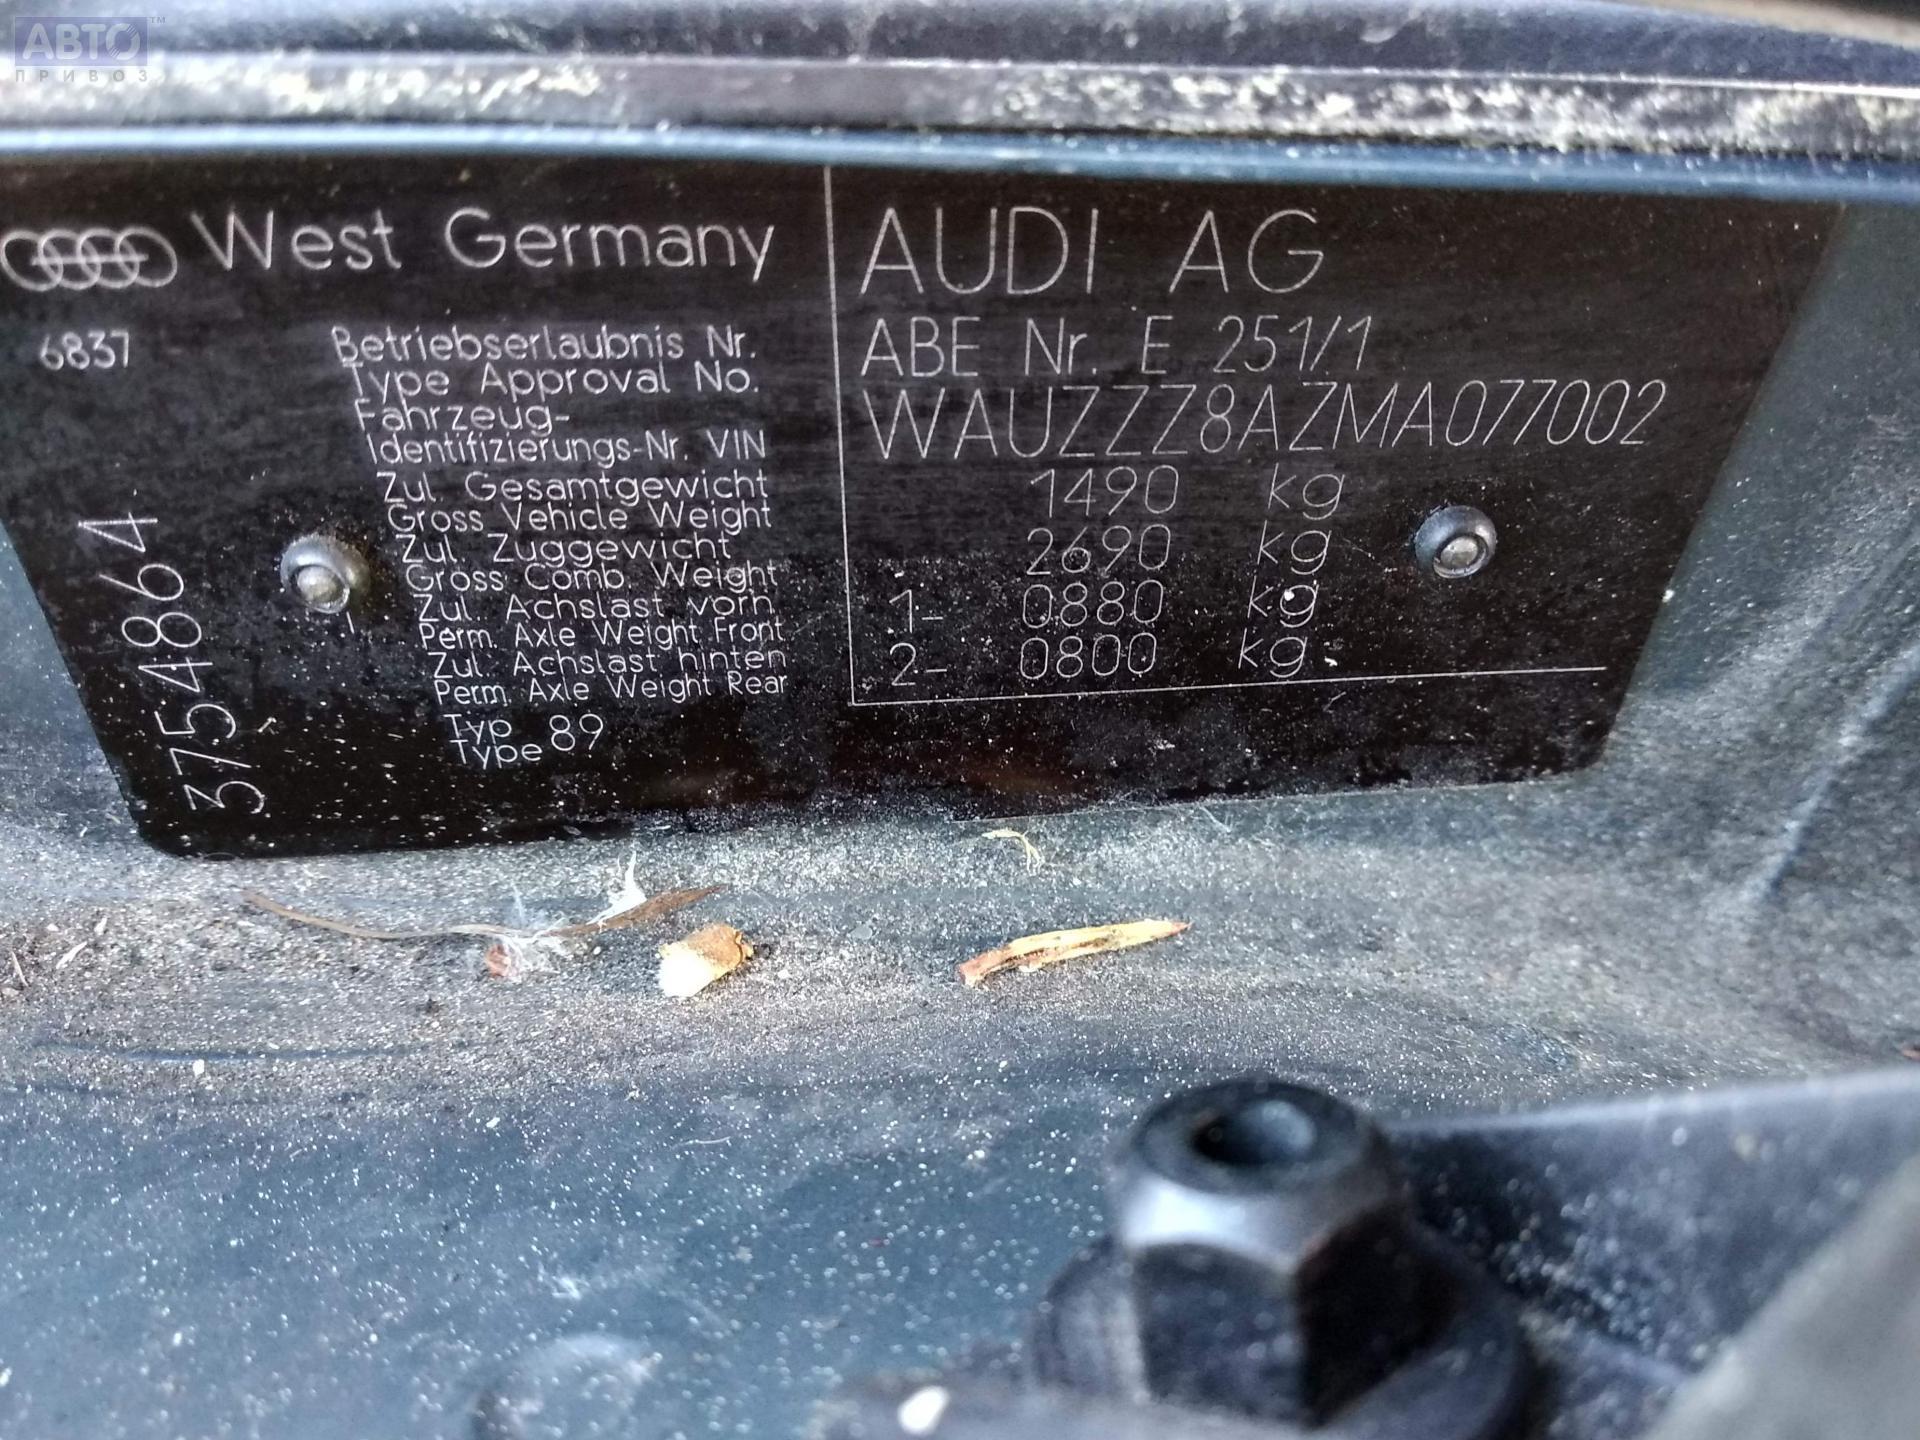 АВТО™
ПРИВОЗ
West Germany
6837
Betriebserlaubnis Nr.
Type Approval No.
Fahrzeug-
Identifizierungs-Nr. VIN
Zul. Gesamtgewicht
Gross Vehicle Weight
Zul. Zuggewicht
Gross Comb. Weight
Zul. Achslast vorn
Perm. Axle Weight Front
Zul. Achslast hinten
Perm. Axle Weight Rear
Typ
Type 89
3754864
AUDI AG
ABE Nr. E 251/1
WAUZZZ8AZMA077002
1490 kg
2690 kg
1- 0880 kg
2- 0800 kg